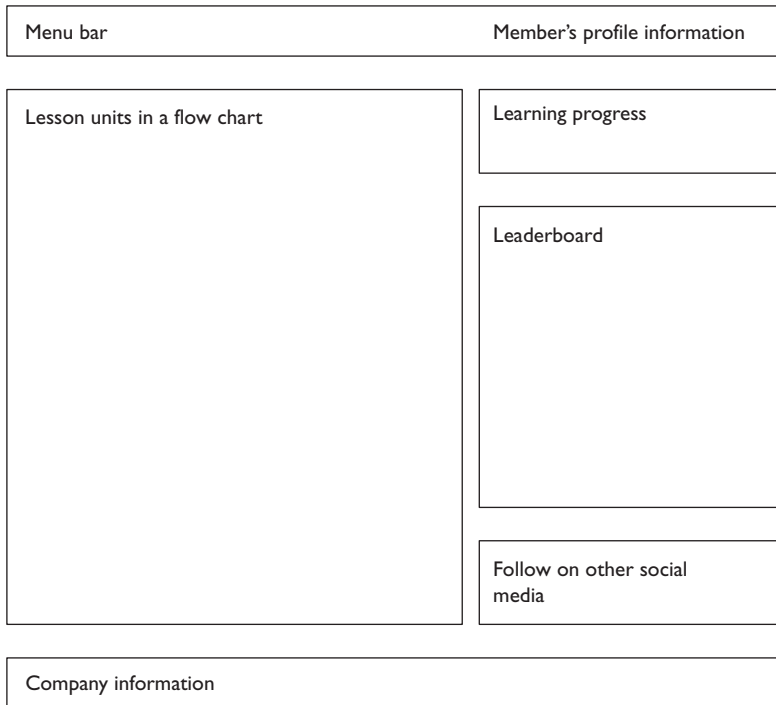 Menu bar
Member’s profile information
Lesson units in a flow chart
Learning progress
Leaderboard
Follow on other social
media
Company information